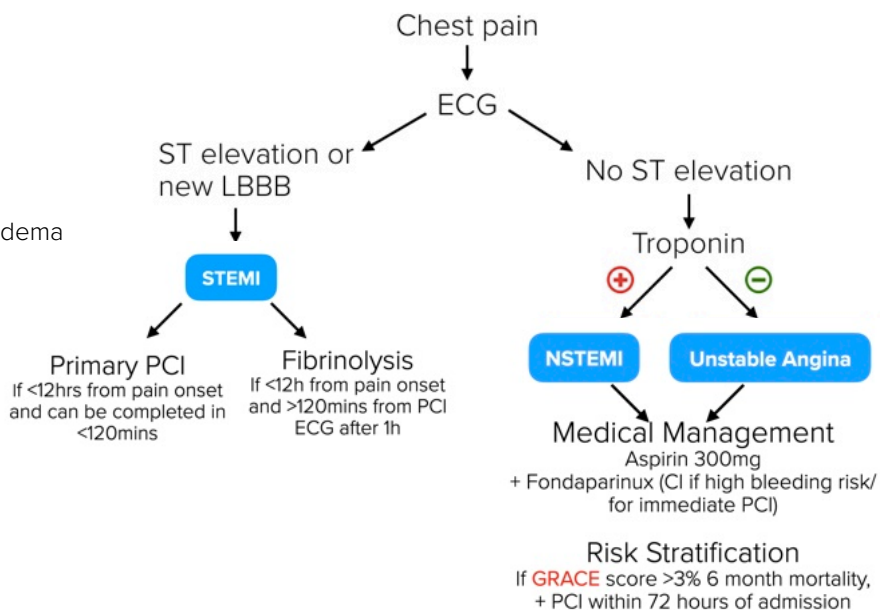 Chest pain
ECG
ST elevation or
new LBBB
No ST elevation
dema
Troponin
STEMI
+
−
Primary PCI
If <12hrs from pain onset
and can be completed in
<120mins
Fibrinolysis
If <12h from pain onset
and >120mins from PCI
ECG after 1h
NSTEMI
Unstable Angina
Medical Management
Aspirin 300mg
+ Fondaparinux (CI if high bleeding risk/
for immediate PCI)
Risk Stratification
If GRACE score >3% 6 month mortality,
+ PCI within 72 hours of admission